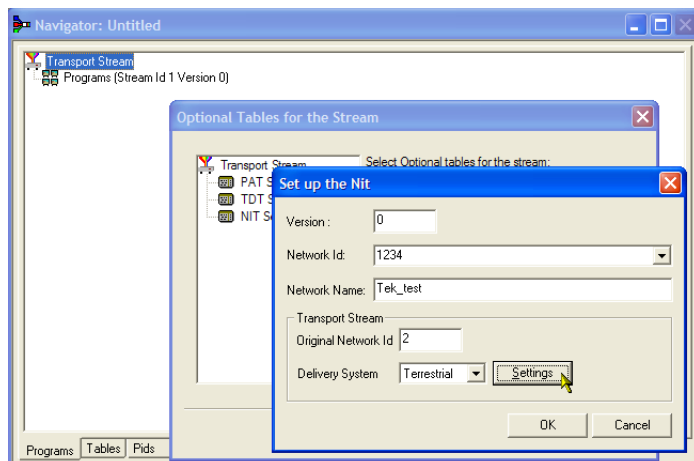 Navigator: Untitled
Transport Stream
Programs (Stream Id 1 Version 0)
Optional Tables for the Stream
Transport Stream
Select Optional tables for the stream:
PAT S
TDT S
NIT Se
Set up the Nit
Version : 0
Network Id: 1234
Network Name: Tek_test
Transport Stream
Original Network Id 2
Delivery System Terrestrial Settings
OK Cancel
Programs Tables Pids